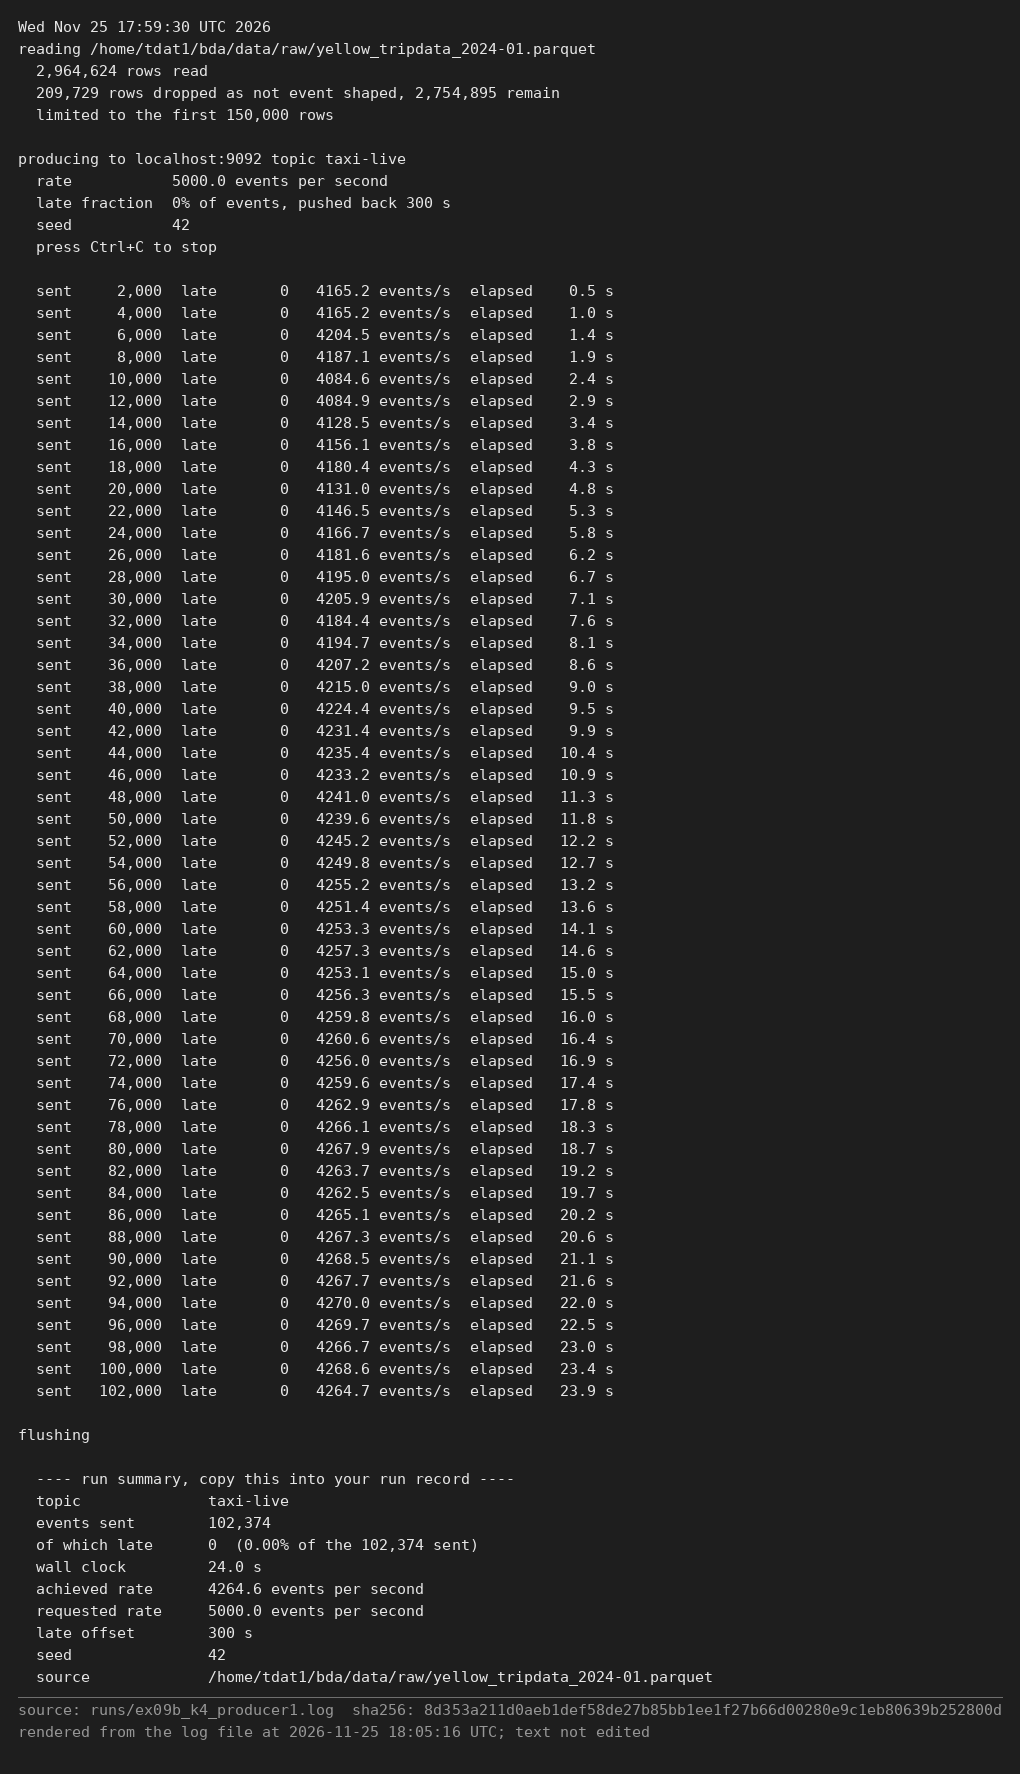 Wed Nov 25 17:59:30 UTC 2026
reading /home/tdat1/bda/data/raw/yellow_tripdata_2024-01.parquet
  2,964,624 rows read
  209,729 rows dropped as not event shaped, 2,754,895 remain
  limited to the first 150,000 rows

producing to localhost:9092 topic taxi-live
  rate           5000.0 events per second
  late fraction  0% of events, pushed back 300 s
  seed           42
  press Ctrl+C to stop

  sent     2,000  late       0   4165.2 events/s  elapsed    0.5 s
  sent     4,000  late       0   4165.2 events/s  elapsed    1.0 s
  sent     6,000  late       0   4204.5 events/s  elapsed    1.4 s
  sent     8,000  late       0   4187.1 events/s  elapsed    1.9 s
  sent    10,000  late       0   4084.6 events/s  elapsed    2.4 s
  sent    12,000  late       0   4084.9 events/s  elapsed    2.9 s
  sent    14,000  late       0   4128.5 events/s  elapsed    3.4 s
  sent    16,000  late       0   4156.1 events/s  elapsed    3.8 s
  sent    18,000  late       0   4180.4 events/s  elapsed    4.3 s
  sent    20,000  late       0   4131.0 events/s  elapsed    4.8 s
  sent    22,000  late       0   4146.5 events/s  elapsed    5.3 s
  sent    24,000  late       0   4166.7 events/s  elapsed    5.8 s
  sent    26,000  late       0   4181.6 events/s  elapsed    6.2 s
  sent    28,000  late       0   4195.0 events/s  elapsed    6.7 s
  sent    30,000  late       0   4205.9 events/s  elapsed    7.1 s
  sent    32,000  late       0   4184.4 events/s  elapsed    7.6 s
  sent    34,000  late       0   4194.7 events/s  elapsed    8.1 s
  sent    36,000  late       0   4207.2 events/s  elapsed    8.6 s
  sent    38,000  late       0   4215.0 events/s  elapsed    9.0 s
  sent    40,000  late       0   4224.4 events/s  elapsed    9.5 s
  sent    42,000  late       0   4231.4 events/s  elapsed    9.9 s
  sent    44,000  late       0   4235.4 events/s  elapsed   10.4 s
  sent    46,000  late       0   4233.2 events/s  elapsed   10.9 s
  sent    48,000  late       0   4241.0 events/s  elapsed   11.3 s
  sent    50,000  late       0   4239.6 events/s  elapsed   11.8 s
  sent    52,000  late       0   4245.2 events/s  elapsed   12.2 s
  sent    54,000  late       0   4249.8 events/s  elapsed   12.7 s
  sent    56,000  late       0   4255.2 events/s  elapsed   13.2 s
  sent    58,000  late       0   4251.4 events/s  elapsed   13.6 s
  sent    60,000  late       0   4253.3 events/s  elapsed   14.1 s
  sent    62,000  late       0   4257.3 events/s  elapsed   14.6 s
  sent    64,000  late       0   4253.1 events/s  elapsed   15.0 s
  sent    66,000  late       0   4256.3 events/s  elapsed   15.5 s
  sent    68,000  late       0   4259.8 events/s  elapsed   16.0 s
  sent    70,000  late       0   4260.6 events/s  elapsed   16.4 s
  sent    72,000  late       0   4256.0 events/s  elapsed   16.9 s
  sent    74,000  late       0   4259.6 events/s  elapsed   17.4 s
  sent    76,000  late       0   4262.9 events/s  elapsed   17.8 s
  sent    78,000  late       0   4266.1 events/s  elapsed   18.3 s
  sent    80,000  late       0   4267.9 events/s  elapsed   18.7 s
  sent    82,000  late       0   4263.7 events/s  elapsed   19.2 s
  sent    84,000  late       0   4262.5 events/s  elapsed   19.7 s
  sent    86,000  late       0   4265.1 events/s  elapsed   20.2 s
  sent    88,000  late       0   4267.3 events/s  elapsed   20.6 s
  sent    90,000  late       0   4268.5 events/s  elapsed   21.1 s
  sent    92,000  late       0   4267.7 events/s  elapsed   21.6 s
  sent    94,000  late       0   4270.0 events/s  elapsed   22.0 s
  sent    96,000  late       0   4269.7 events/s  elapsed   22.5 s
  sent    98,000  late       0   4266.7 events/s  elapsed   23.0 s
  sent   100,000  late       0   4268.6 events/s  elapsed   23.4 s
  sent   102,000  late       0   4264.7 events/s  elapsed   23.9 s

flushing

  ---- run summary, copy this into your run record ----
  topic              taxi-live
  events sent        102,374
  of which late      0  (0.00% of the 102,374 sent)
  wall clock         24.0 s
  achieved rate      4264.6 events per second
  requested rate     5000.0 events per second
  late offset        300 s
  seed               42
  source             /home/tdat1/bda/data/raw/yellow_tripdata_2024-01.parquet
source: runs/ex09b_k4_producer1.log  sha256: 8d353a211d0aeb1def58de27b85bb1ee1f27b66d00280e9c1eb80639b252800d
rendered from the log file at 2026-11-25 18:05:16 UTC; text not edited